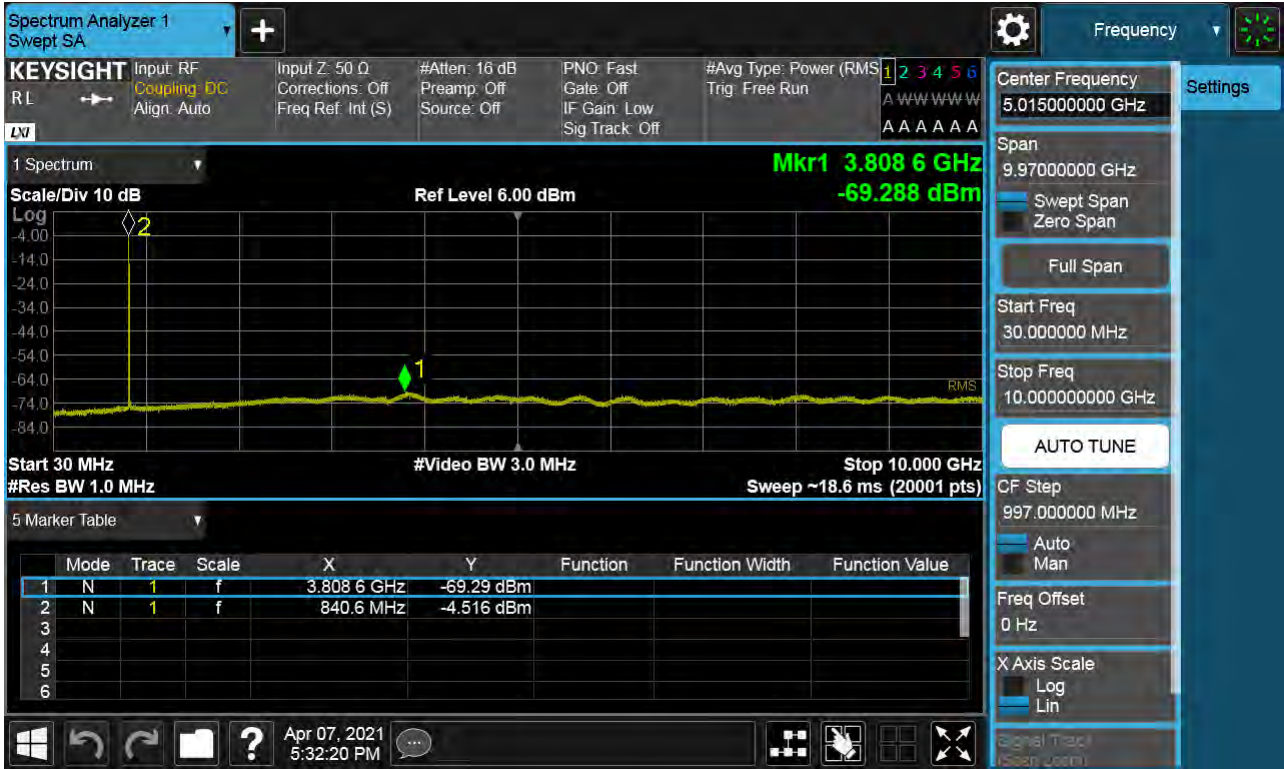 Spectrum Analyzer 1
Swept SA
+
Frequency
KEYSIGHT
RL
LXI
Input: RF
Coupling: DC
Align: Auto
Input Z: 50 Ω
Corrections: Off
Freq Ref: Int (S)
#Atten: 16 dB
Preamp: Off
Source: Off
PNO: Fast
Gate: Off
IF Gain: Low
Sig Track: Off
#Avg Type: Power (RMS
Trig: Free Run
1 2 3 4 5 6
A W W W W W
A A A A A A
1 Spectrum
Scale/Div 10 dB
Ref Level 6.00 dBm
Mkr1 3.808 6 GHz
-69.288 dBm
Log
-4.00
-14.0
-24.0
-34.0
-44.0
-54.0
-64.0
-74.0
-84.0
2
1
RMS
Start 30 MHz
#Video BW 3.0 MHz
Stop 10.000 GHz
#Res BW 1.0 MHz
Sweep ~18.6 ms (20001 pts)
5 Marker Table
Mode Trace Scale X Y Function Function Width Function Value
1 N 1 f 3.808 6 GHz -69.29 dBm
2 N 1 f 840.6 MHz -4.516 dBm
3
4
5
6
?
Apr 07, 2021
5:32:20 PM
Center Frequency
5.015000000 GHz
Settings
Span
9.97000000 GHz
Swept Span
Zero Span
Full Span
Start Freq
30.000000 MHz
Stop Freq
10.000000000 GHz
AUTO TUNE
CF Step
997.000000 MHz
Auto
Man
Freq Offset
0 Hz
X Axis Scale
Log
Lin
Signal Track
(Span Zoom)